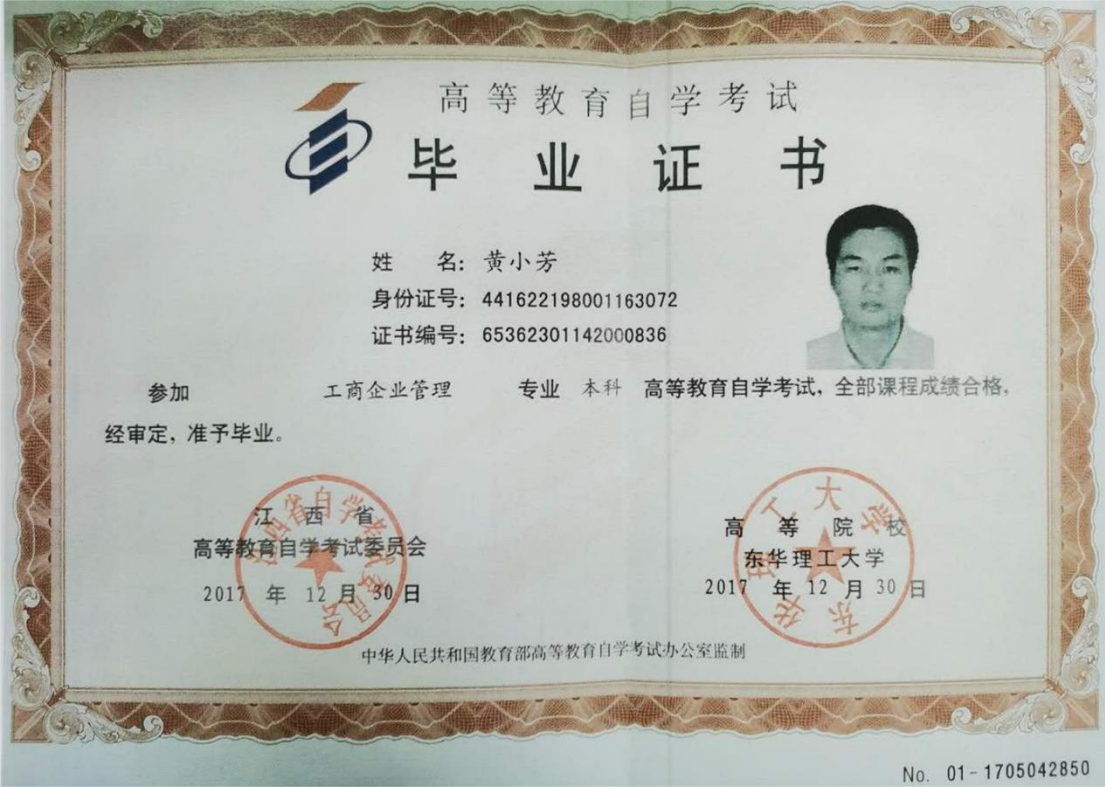 高等教育自学考试
毕业证书
姓 名：黄小芳
身份证号：441622198001163072
证书编号：65362301142000836
参加 工商企业管理 专业 本科 高等教育自学考试，全部课程成绩合格，
经审定，准予毕业。
江西省
高等教育自学考试委员会
2017 年 12 月 30 日
高等院校
东华理工大学
2017 年 12 月 30 日
东华理工大学
中华人民共和国教育部高等教育自学考试办公室监制
No. 01-1705042850